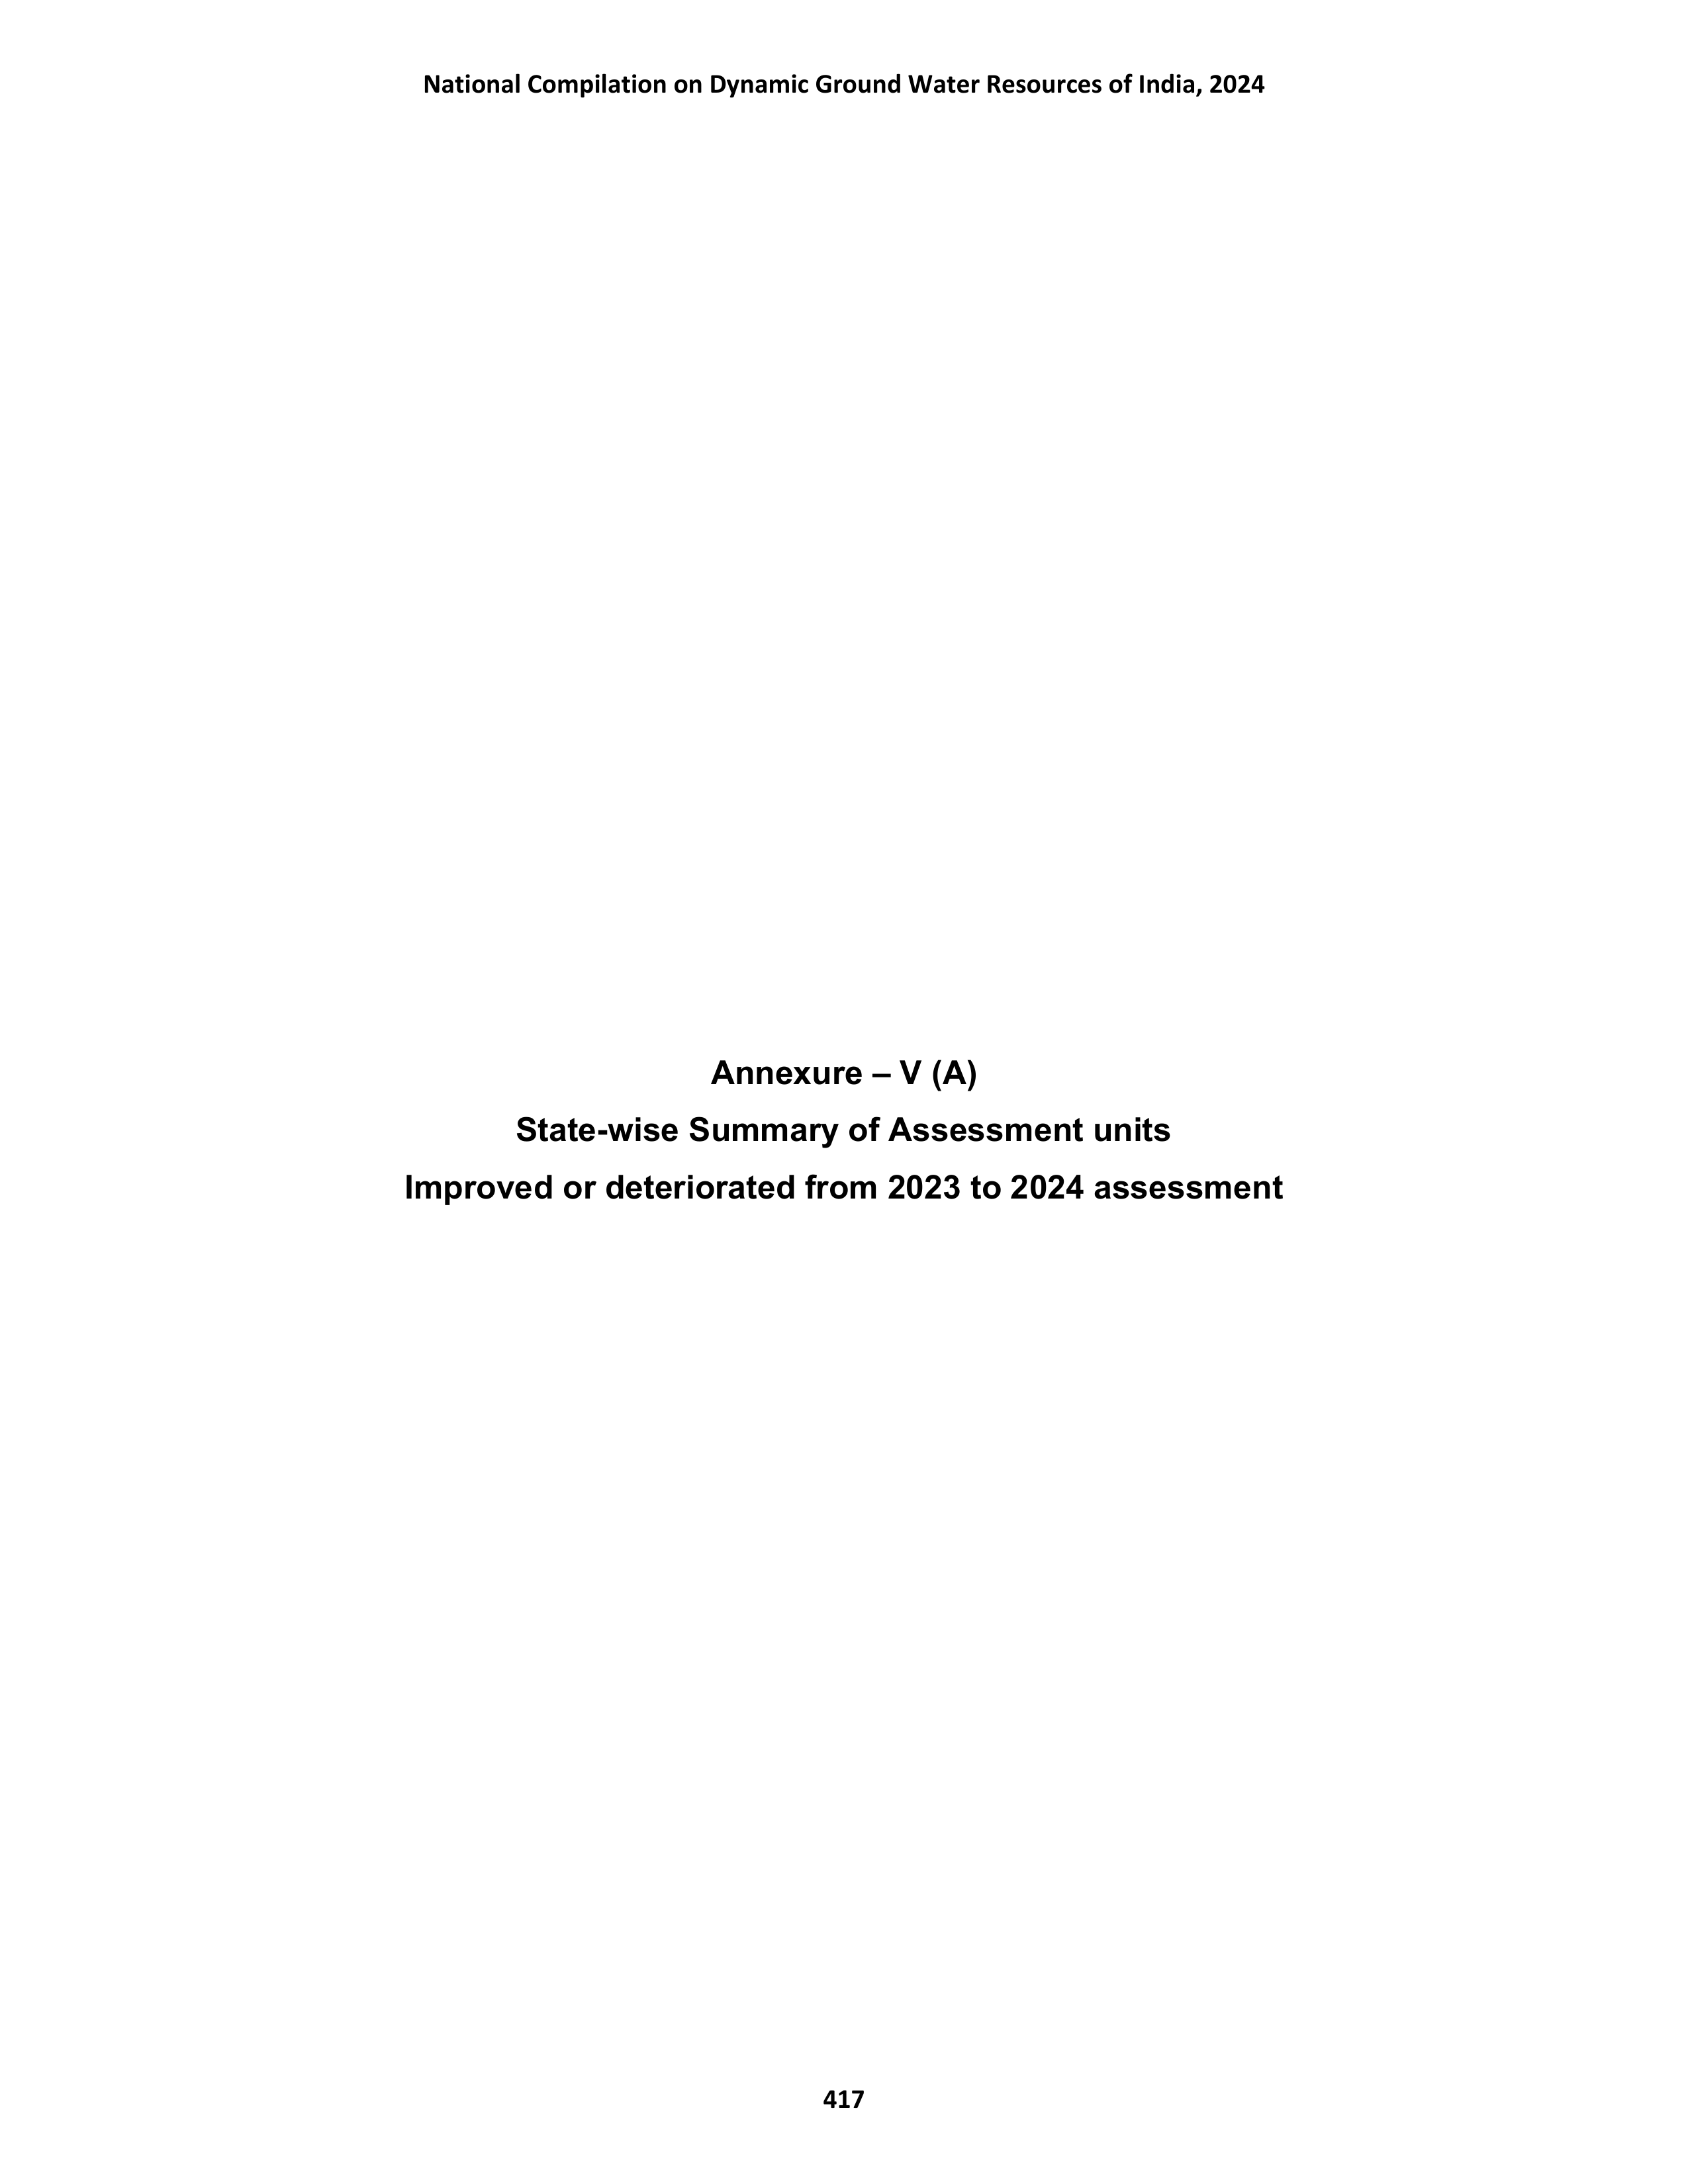 National Compilation on Dynamic Ground Water Resources of India, 2024
Annexure – V (A)
State-wise Summary of Assessment units
Improved or deteriorated from 2023 to 2024 assessment
417